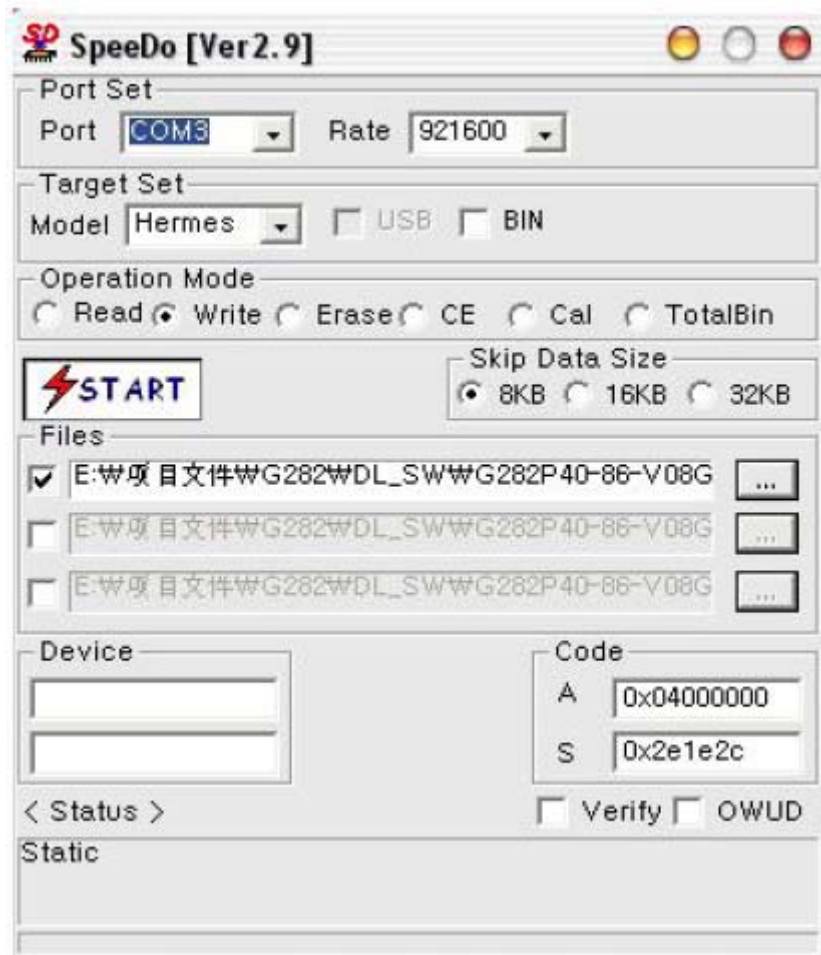 SpeeDo [Ver2.9]
Port Set
Port COM3 Rate 921600
Target Set
Model Hermes USB BIN
Operation Mode
Read Write Erase CE Cal TotalBin
START
Skip Data Size
8KB 16KB 32KB
Files
E:₩项目文件₩G282₩DL_SW₩G282P40-86-V08G ...
E:₩项目文件₩G282₩DL_SW₩G282P40-86-V08G ...
E:₩项目文件₩G282₩DL_SW₩G282P40-86-V08G ...
Device
Code
A 0x04000000
S 0x2e1e2c
< Status > Verify OWUD
Static